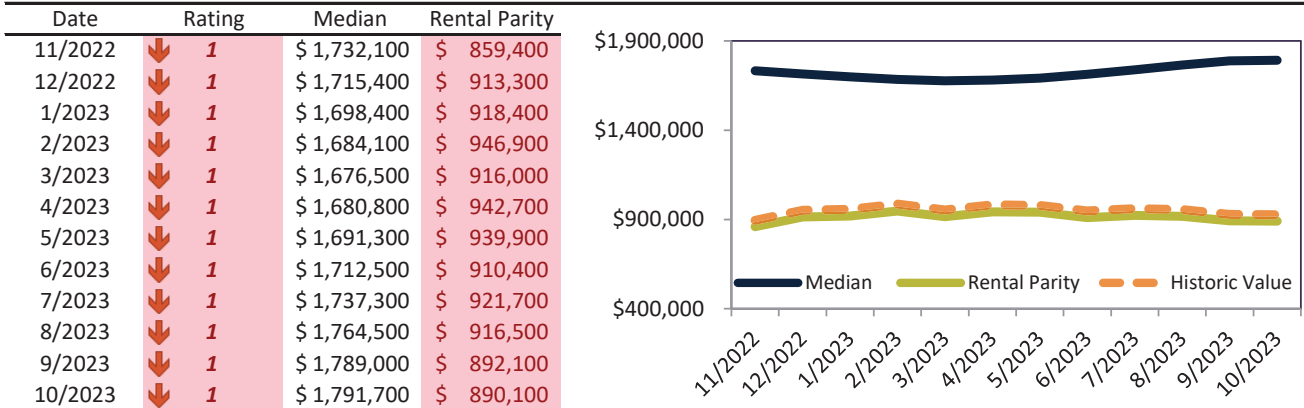 Date Rating Median Rental Parity
11/2022 1 $ 1,732,100 $ 859,400
12/2022 1 $ 1,715,400 $ 913,300
1/2023 1 $ 1,698,400 $ 918,400
2/2023 1 $ 1,684,100 $ 946,900
3/2023 1 $ 1,676,500 $ 916,000
4/2023 1 $ 1,680,800 $ 942,700
5/2023 1 $ 1,691,300 $ 939,900
6/2023 1 $ 1,712,500 $ 910,400
7/2023 1 $ 1,737,300 $ 921,700
8/2023 1 $ 1,764,500 $ 916,500
9/2023 1 $ 1,789,000 $ 892,100
10/2023 1 $ 1,791,700 $ 890,100
$1,900,000
$1,400,000
$900,000
$400,000
Median Rental Parity Historic Value
11/2022 12/2022 1/2023 2/2023 3/2023 4/2023 5/2023 6/2023 7/2023 8/2023 9/2023 10/2023